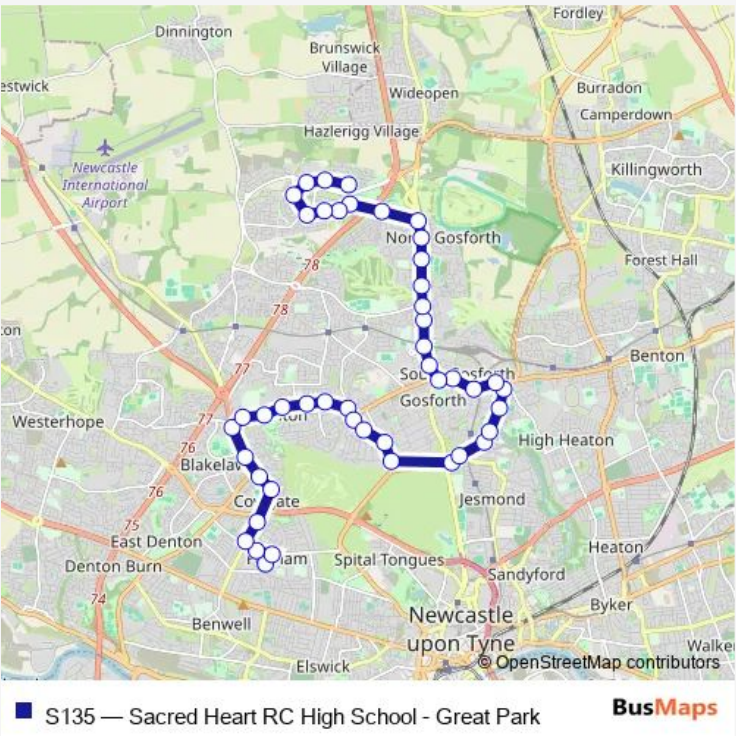 Fordley
Dinnington
Brunswick
Village
estwick
Burradon
Wideopen
Camperdown
Hazlerigg Village
Newcastle
International
Airport
Killingworth
Gosforth
Forest Hall
78
78
ton
Benton
77
Gosforth
Gosforth
77
Westerhope
High Heaton
76
76
Jesmond
75
East Denton
Heaton
Denton Burn
Spital Tongues
Sandyford
74
Byker
Newcastle
upon Tyne
Benwell
Walke
Elswick
© OpenStreetMap contributors
S135 — Sacred Heart RC High School - Great Park
BusMaps